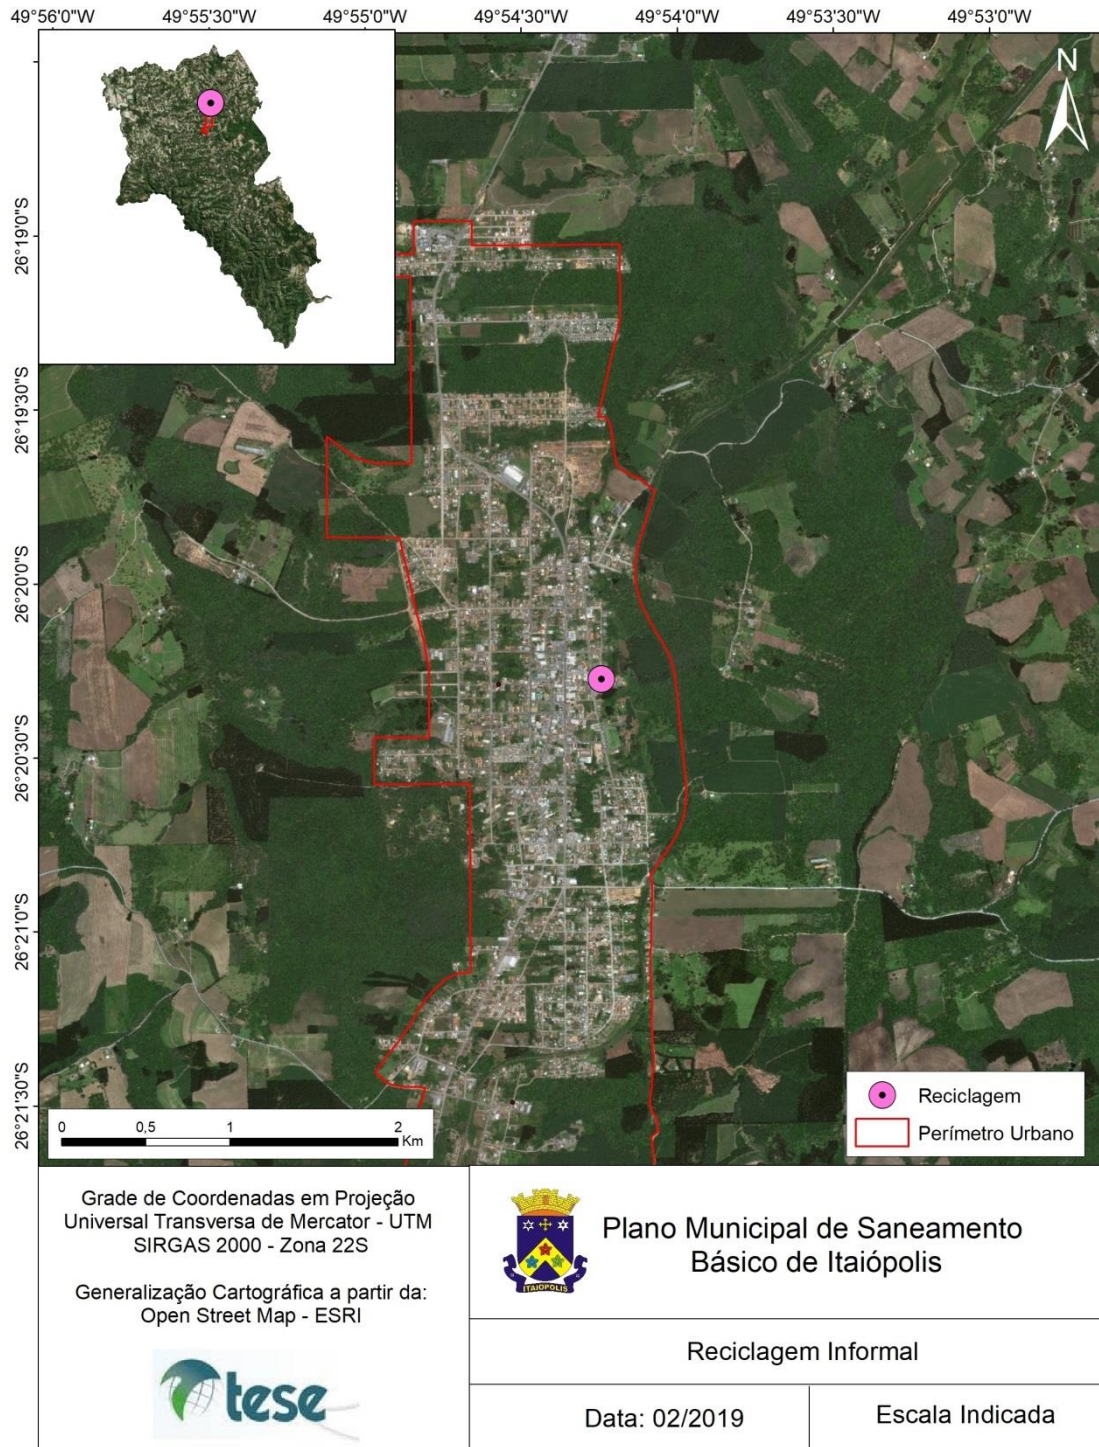 49°56'0"W 49°55'30"W 49°55'0"W 49°54'30"W 49°54'0"W 49°53'30"W 49°53'0"W
N
26°19'0"S
26°19'30"S
26°20'0"S
26°20'30"S
26°21'0"S
26°21'30"S
Reciclagem
Perímetro Urbano
0 0,5 1 2
Km
Grade de Coordenadas em Projeção
Universal Transversa de Mercator - UTM
SIRGAS 2000 - Zona 22S
Generalização Cartográfica a partir da:
Open Street Map - ESRI
tese
ITAIÓPOLIS
Plano Municipal de Saneamento
Básico de Itaiópolis
Reciclagem Informal
Data: 02/2019
Escala Indicada